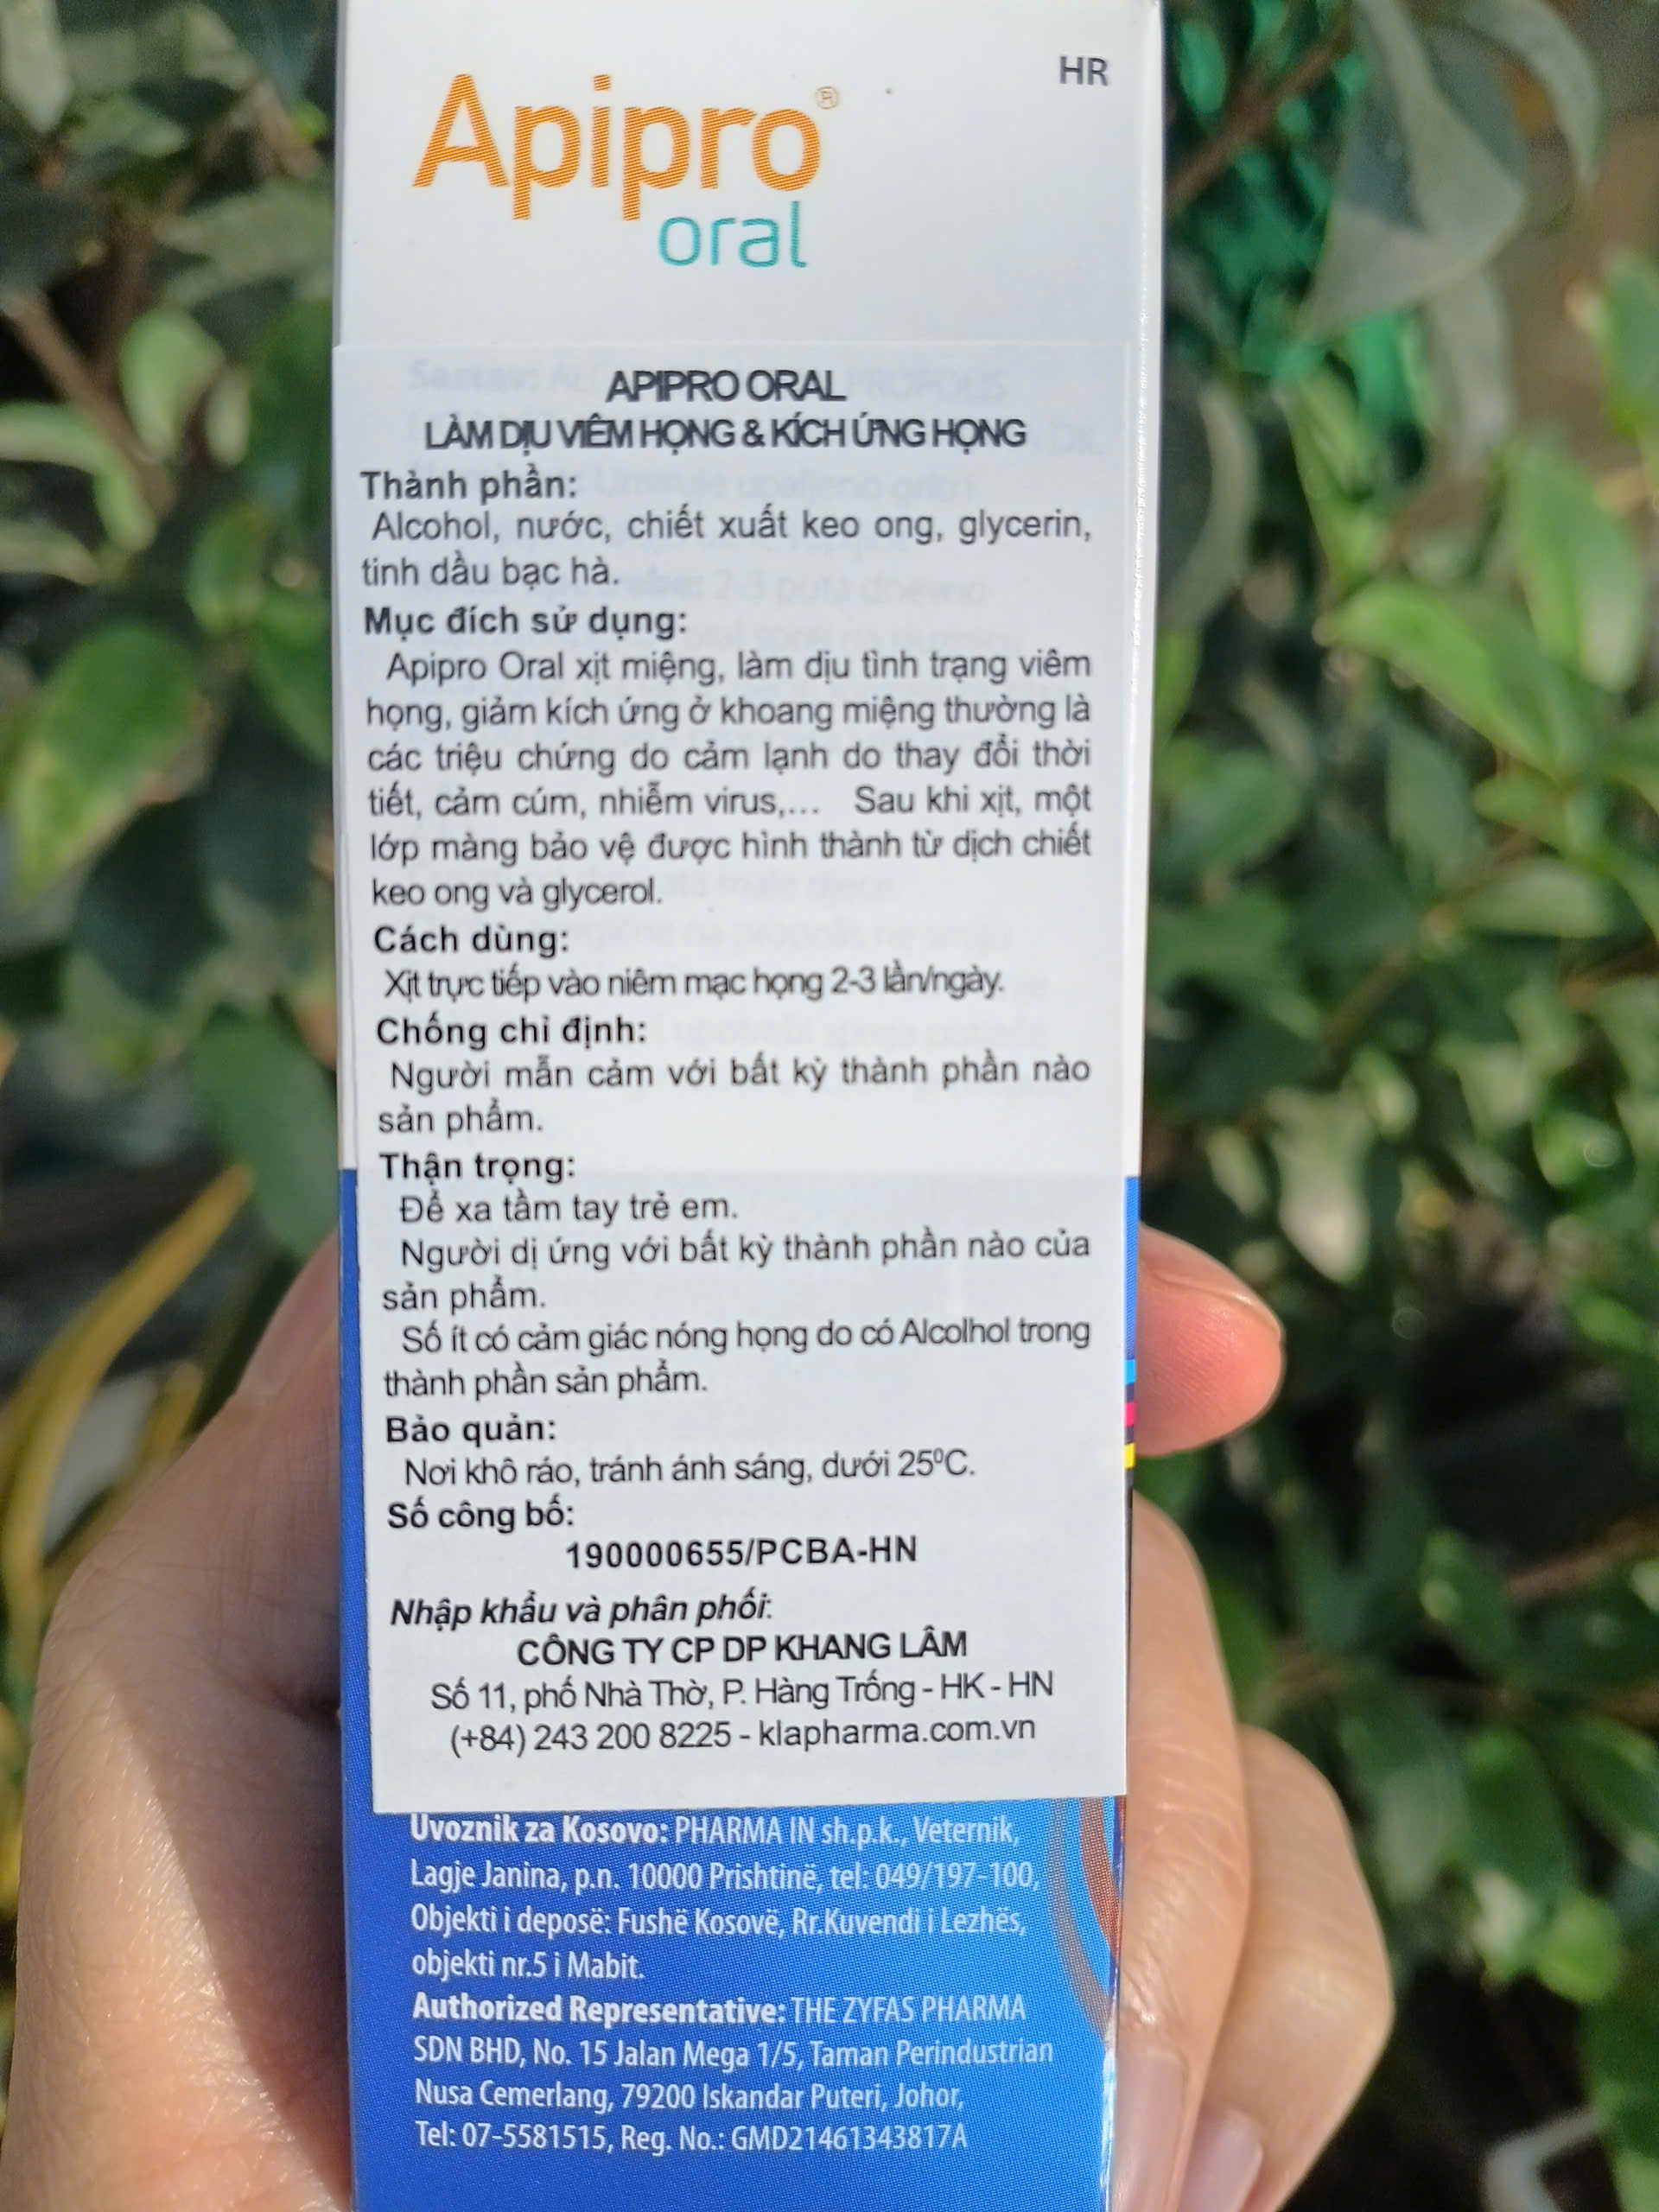 HR
Apipro®
oral
APIPRO ORAL
LÀM DỊU VIÊM HỌNG & KÍCH ỨNG HỌNG
Thành phần:
Alcohol, nước, chiết xuất keo ong, glycerin,
tinh dầu bạc hà.
Mục đích sử dụng:
Apipro Oral xịt miệng, làm dịu tình trạng viêm
họng, giảm kích ứng ở khoang miệng thường là
các triệu chứng do cảm lạnh do thay đổi thời
tiết, cảm cúm, nhiễm virus,... Sau khi xịt, một
lớp màng bảo vệ được hình thành từ dịch chiết
keo ong và glycerol.
Cách dùng:
Xịt trực tiếp vào niêm mạc họng 2-3 lần/ngày.
Chống chỉ định:
Người mẫn cảm với bất kỳ thành phần nào
sản phẩm.
Thận trọng:
Để xa tầm tay trẻ em.
Người dị ứng với bất kỳ thành phần nào của
sản phẩm.
Số ít có cảm giác nóng họng do có Alcolhol trong
thành phần sản phẩm.
Bảo quản:
Nơi khô ráo, tránh ánh sáng, dưới 25⁰C.
Số công bố:
190000655/PCBA-HN
Nhập khẩu và phân phối:
CÔNG TY CP DP KHANG LÂM
Số 11, phố Nhà Thờ, P. Hàng Trống - HK - HN
(+84) 243 200 8225 - klapharma.com.vn
Uvoznik za Kosovo: PHARMA IN sh.p.k., Veternik,
Lagje Janina, p.n. 10000 Prishtinë, tel: 049/197-100,
Objekti i deposë: Fushë Kosovë, Rr.Kuvendi i Lezhës,
objekti nr.5 i Mabit.
Authorized Representative: THE ZYFAS PHARMA
SDN BHD, No. 15 Jalan Mega 1/5, Taman Perindustrian
Nusa Cemerlang, 79200 Iskandar Puteri, Johor,
Tel: 07-5581515, Reg. No.: GMD21461343817A